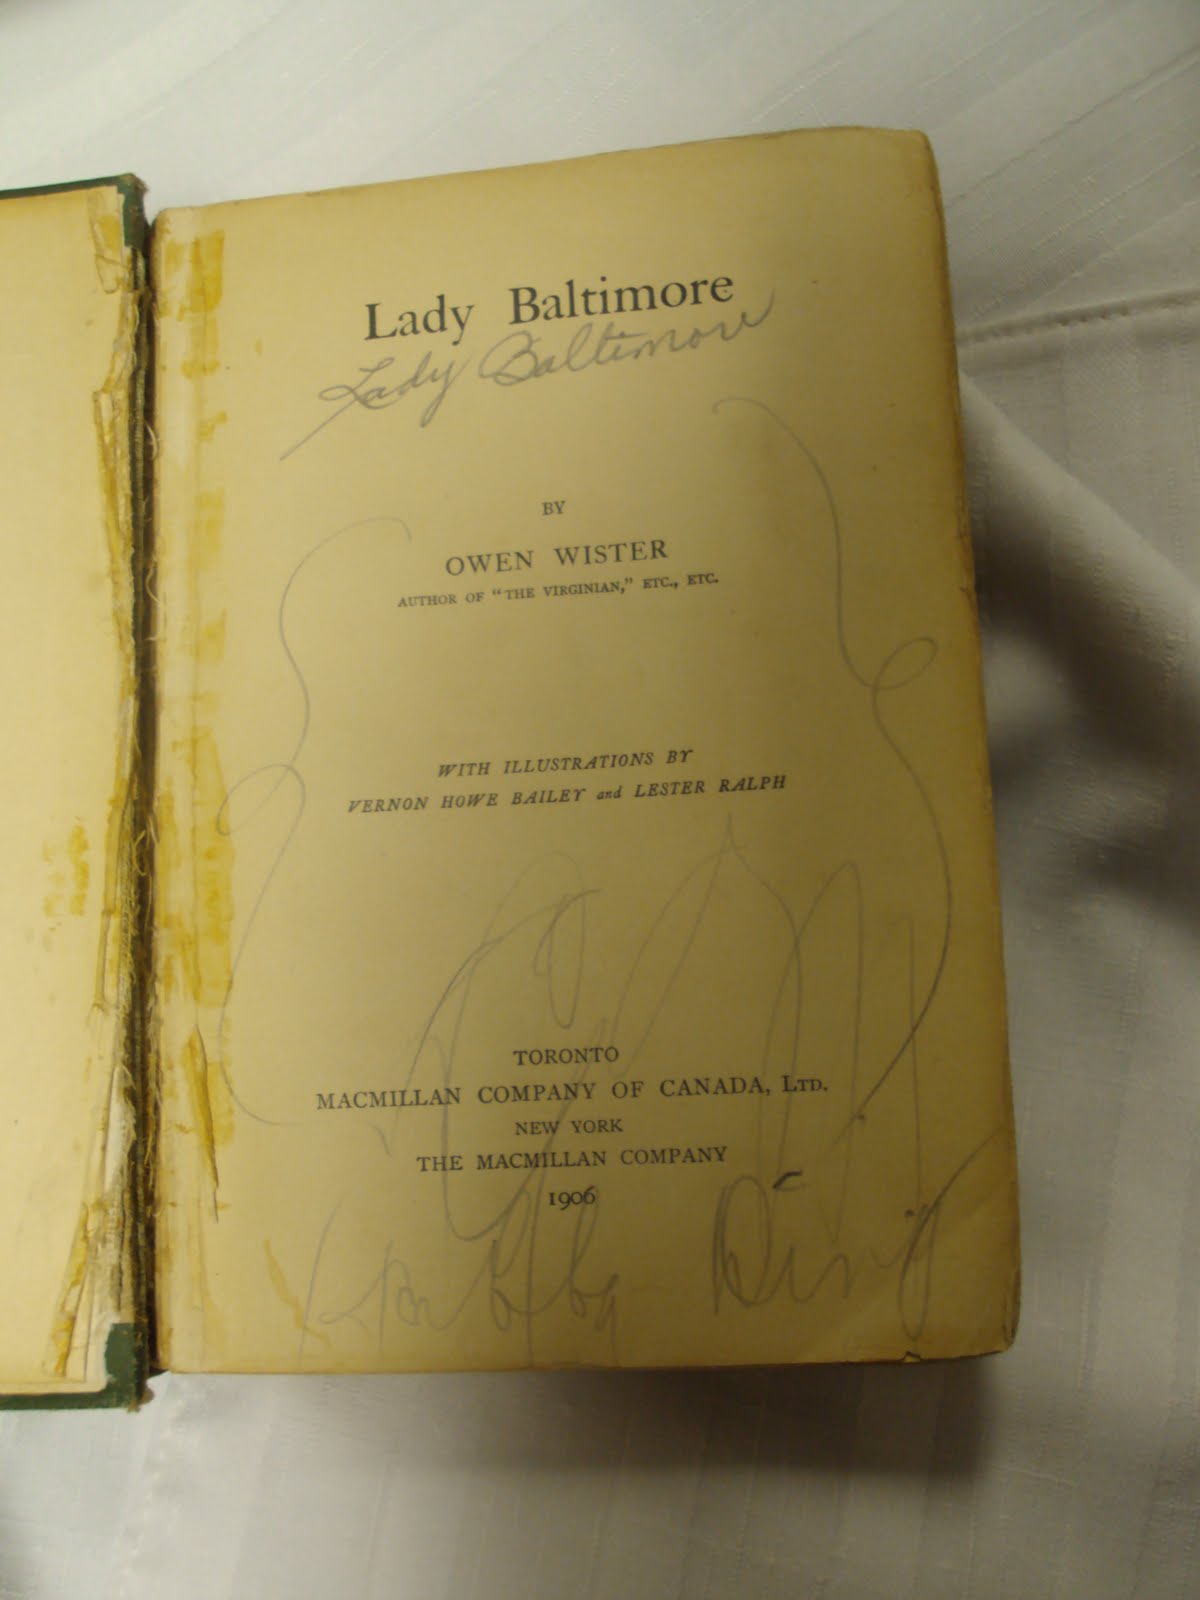 Lady Baltimore
Lady Baltimore
BY
OWEN WISTER
AUTHOR OF "THE VIRGINIAN," ETC., ETC.
WITH ILLUSTRATIONS BY
VERNON HOWE BAILEY and LESTER RALPH
TORONTO
MACMILLAN COMPANY OF CANADA, LTD.
NEW YORK
THE MACMILLAN COMPANY
1906